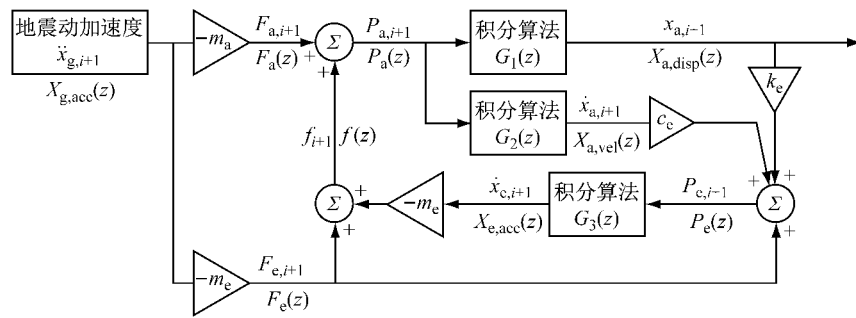 地震动加速度
ẍg,i+1
Xg,acc(z)
−ma
Fa,i+1
Fa(z)
+
+
Σ
Pa,i+1
Pa(z)
积分算法
G1(z)
xa,i−1
Xa,disp(z)
ke
积分算法
G2(z)
ẋa,i+1
Xa,vel(z)
cc
fi+1
f(z)
Σ
+
+
−me
ẋc,i+1
Xe,acc(z)
积分算法
G3(z)
Pc,i−1
Pe(z)
+
+
Σ
+
−me
Fe,i+1
Fe(z)